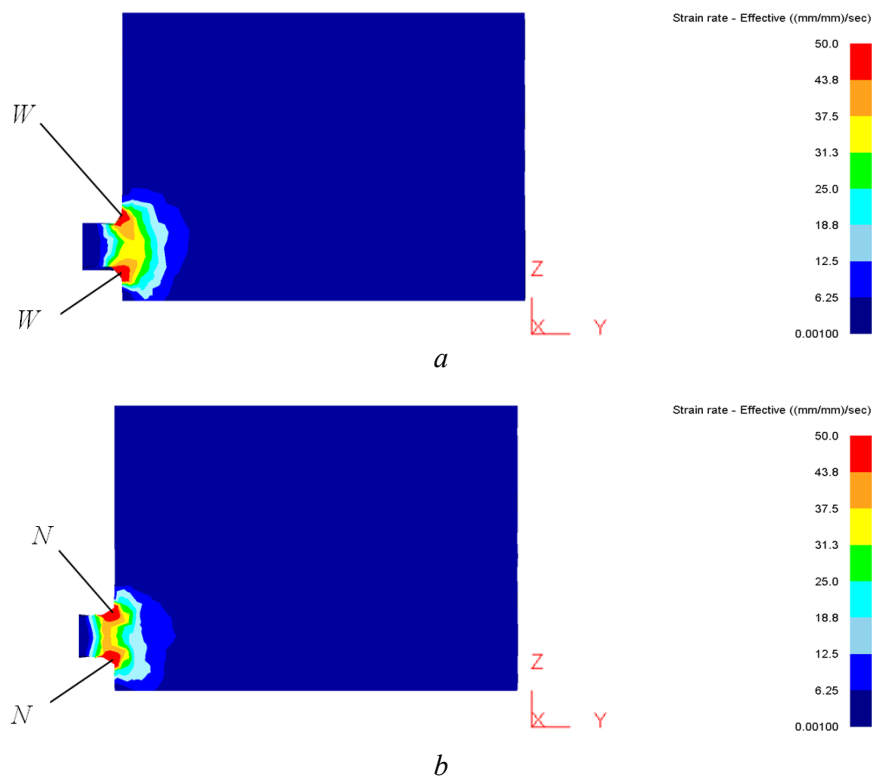 Strain rate - Effective ((mm/mm)/sec)
50.0
W
43.8
37.5
31.3
25.0
18.8
12.5
Z
6.25
W
X Y
0.00100
a
Strain rate - Effective ((mm/mm)/sec)
50.0
43.8
N
37.5
31.3
25.0
18.8
12.5
Z
6.25
N
X Y
0.00100
b